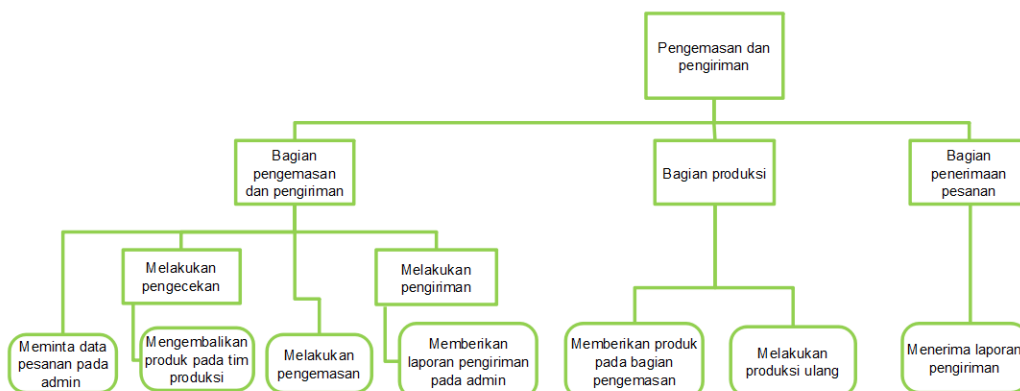 Pengemasan dan
pengiriman
Bagian
pengemasan
dan pengiriman
Bagian produksi
Bagian
penerimaan
pesanan
Melakukan
pengecekan
Melakukan
pengiriman
Meminta data
pesanan pada
admin
Mengembalikan
produk pada tim
produksi
Melakukan
pengemasan
Memberikan
laporan pengiriman
pada admin
Memberikan produk
pada bagian
pengemasan
Melakukan
produksi ulang
Menerima laporan
pengiriman